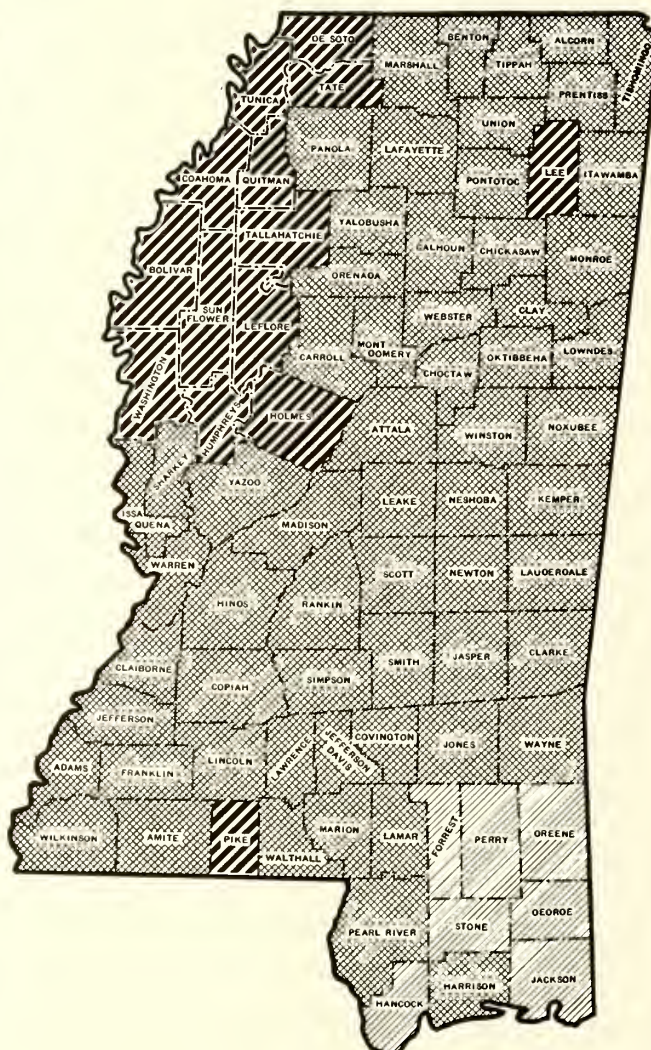 DE SOTO
BENTON
ALCORN
MARSHALL
TIPPAH
TISHOMINGO
TUNICA
TATE
PRENTISS
UNION
PANOLA
LAFAYETTE
LEE
ITAWAMBA
COAHOMA
QUITMAN
PONTOTOC
YALOBUSHA
TALLAHATCHIE
CALHOUN
CHICKASAW
MONROE
BOLIVAR
GRENADA
SUN
FLOWER
LEFLORE
WEBSTER
CLAY
CARROLL
MONT
GOMERY
OKTIBBEHA
LOWNDES
CHOCTAW
WASHINGTON
HUMPHREYS
HOLMES
ATTALA
WINSTON
NOXUBEE
SHARKEY
YAZOO
LEAKE
NESHOBA
KEMPER
ISSA
QUENA
MADISON
WARREN
SCOTT
NEWTON
LAUDERDALE
HINDS
RANKIN
CLAIBORNE
COPIAH
SIMPSON
SMITH
JASPER
CLARKE
JEFFERSON
LAWRENCE
JEFFERSON
DAVIS
COVINGTON
JONES
WAYNE
ADAMS
FRANKLIN
LINCOLN
WILKINSON
AMITE
PIKE
WALTHALL
MARION
LAMAR
FORREST
PERRY
GREENE
PEARL RIVER
STONE
GEORGE
HANCOCK
HARRISON
JACKSON